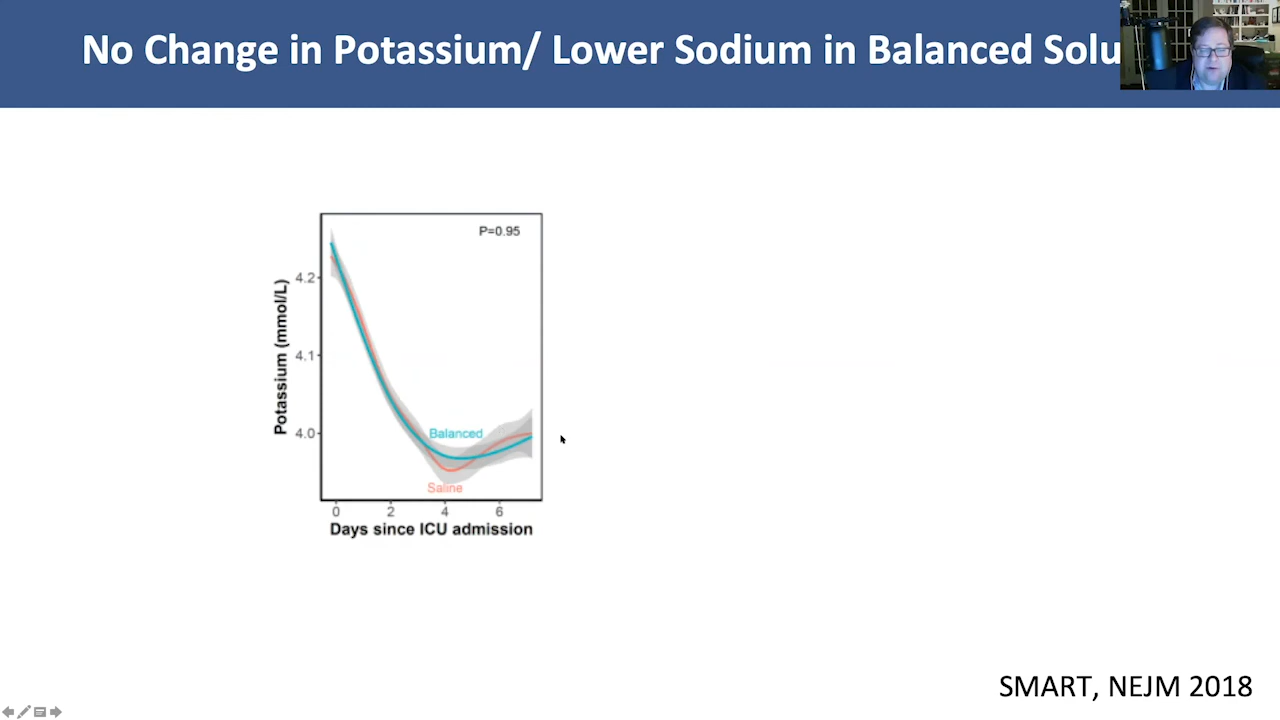 No Change in Potassium/ Lower Sodium in Balanced Solu
P=0.95
Potassium (mmol/L)
4.2
4.1
4.0
Balanced
Saline
0 2 4 6
Days since ICU admission
SMART, NEJM 2018